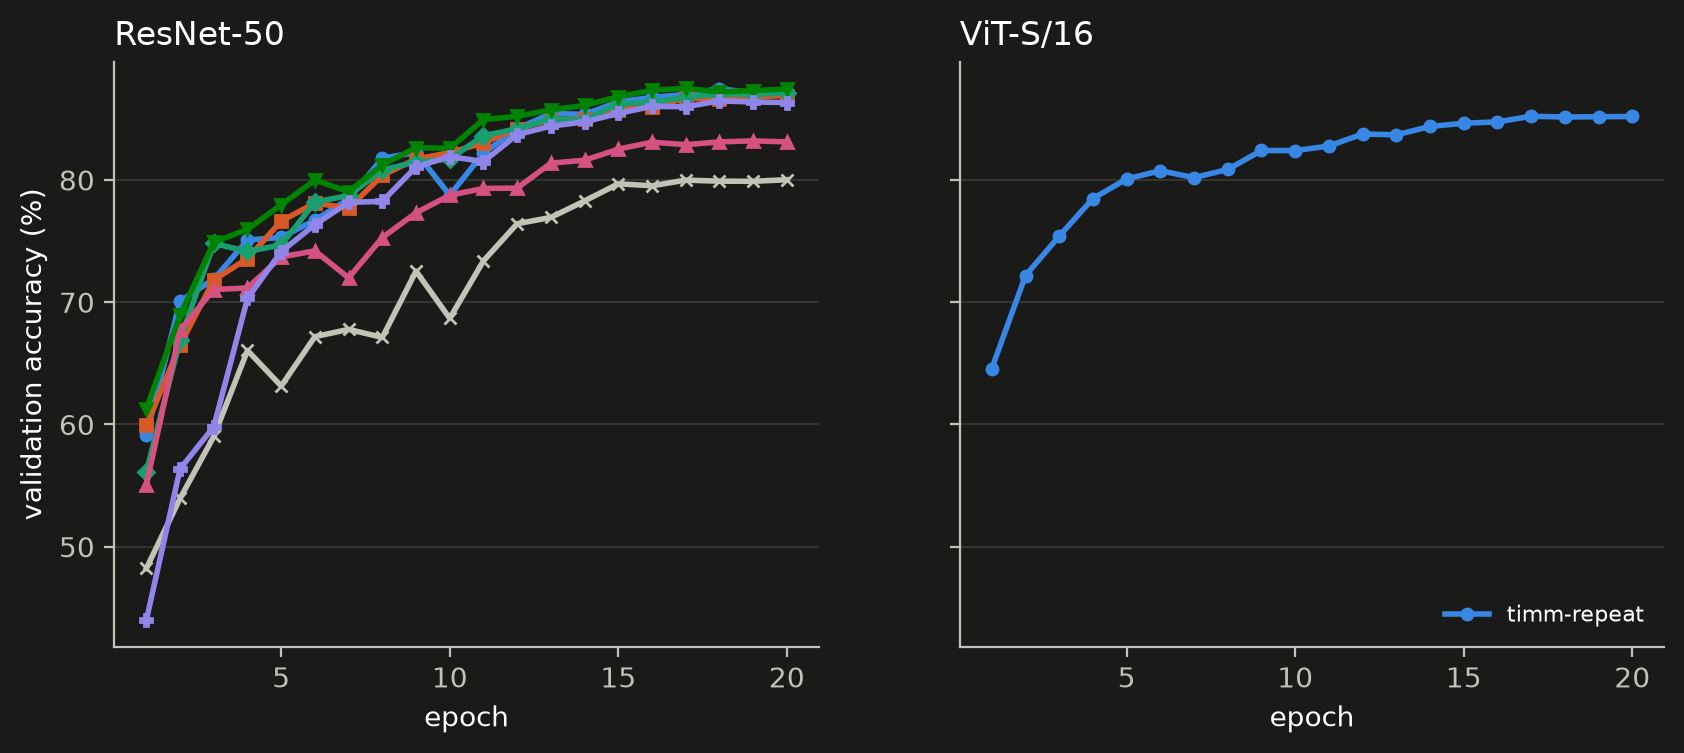 ResNet-50
validation accuracy (%)
80
70
60
50
5 10 15 20
epoch
ViT-S/16
timm-repeat
5 10 15 20
epoch